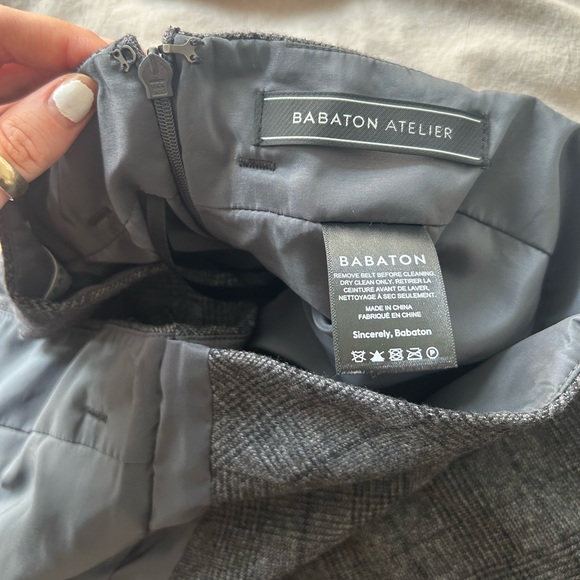 BABATON ATELIER
BABATON
REMOVE BELT BEFORE CLEANING.
DRY CLEAN ONLY. RETIRER LA
CEINTURE AVANT DE LAVER,
NETTOYAGE À SEC SEULEMENT.
MADE IN CHINA
FABRIQUÉ EN CHINE
Sincerely, Babaton
P